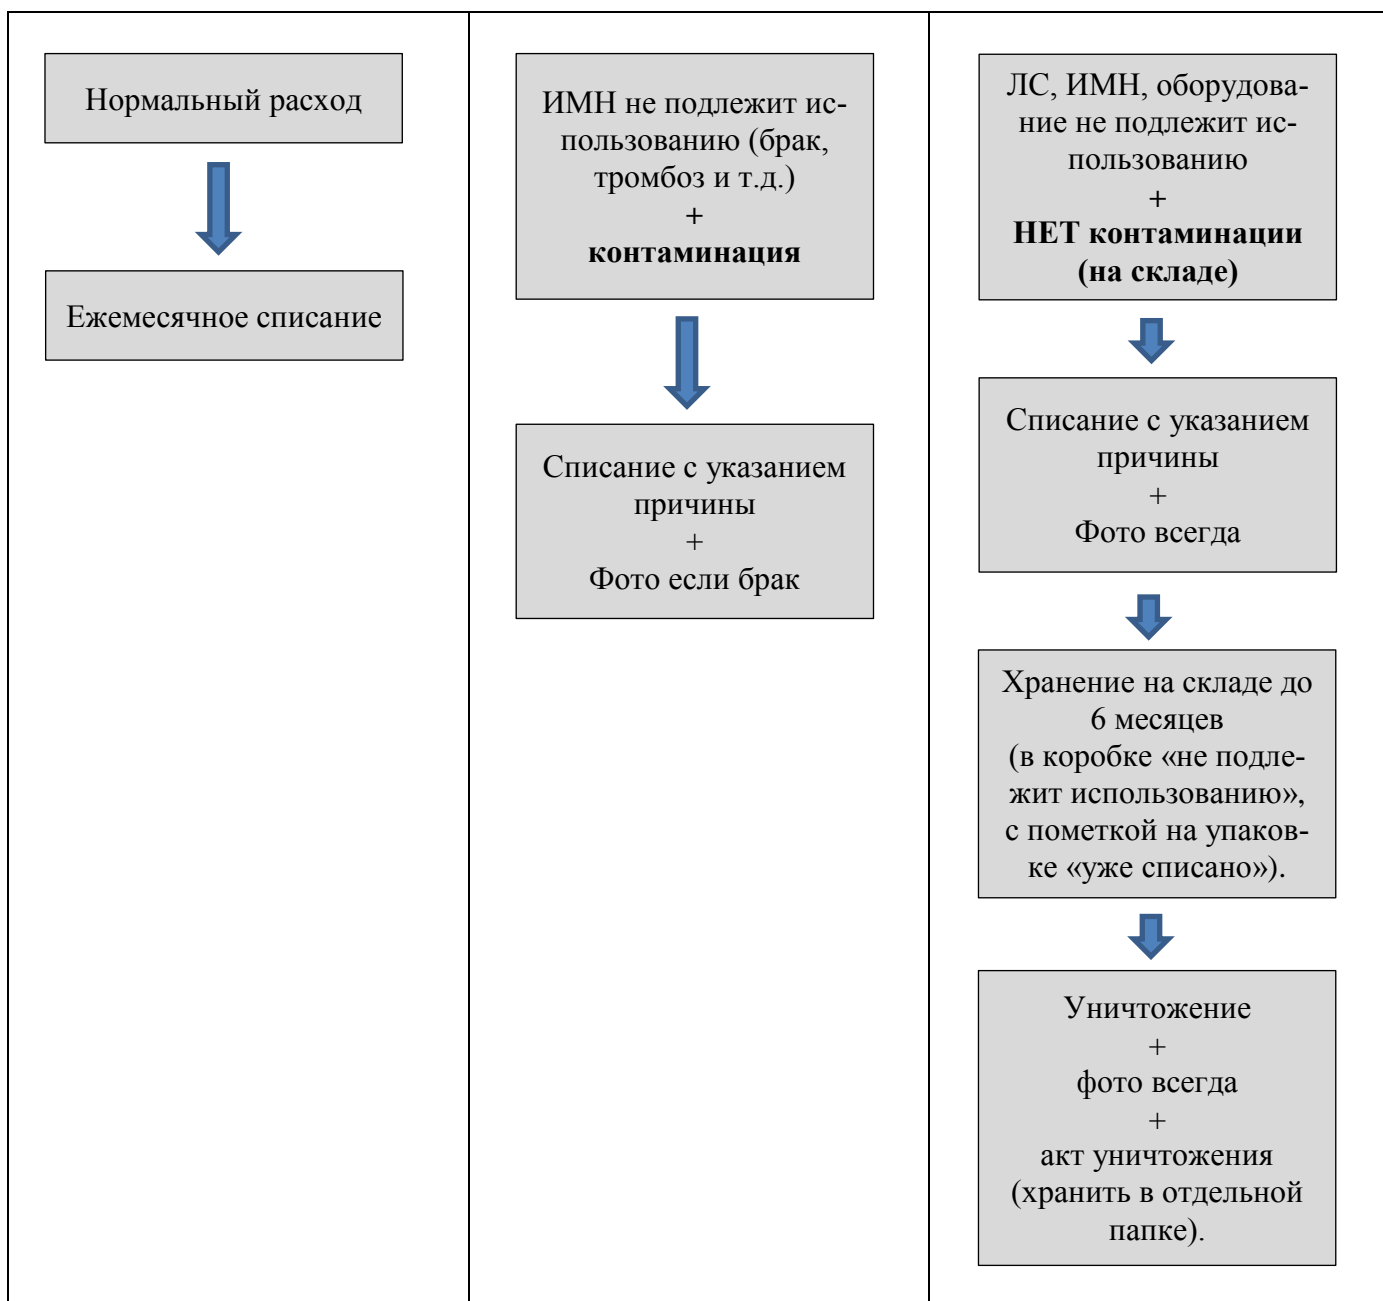 Нормальный расход
Ежемесячное списание
ИМН не подлежит ис-
пользованию (брак,
тромбоз и т.д.)
+
контаминация
Списание с указанием
причины
+
Фото если брак
ЛС, ИМН, оборудова-
ние не подлежит ис-
пользованию
+
НЕТ контаминации
(на складе)
Списание с указанием
причины
+
Фото всегда
Хранение на складе до
6 месяцев
(в коробке «не подле-
жит использованию»,
с пометкой на упаков-
ке «уже списано»).
Уничтожение
+
фото всегда
+
акт уничтожения
(хранить в отдельной
папке).